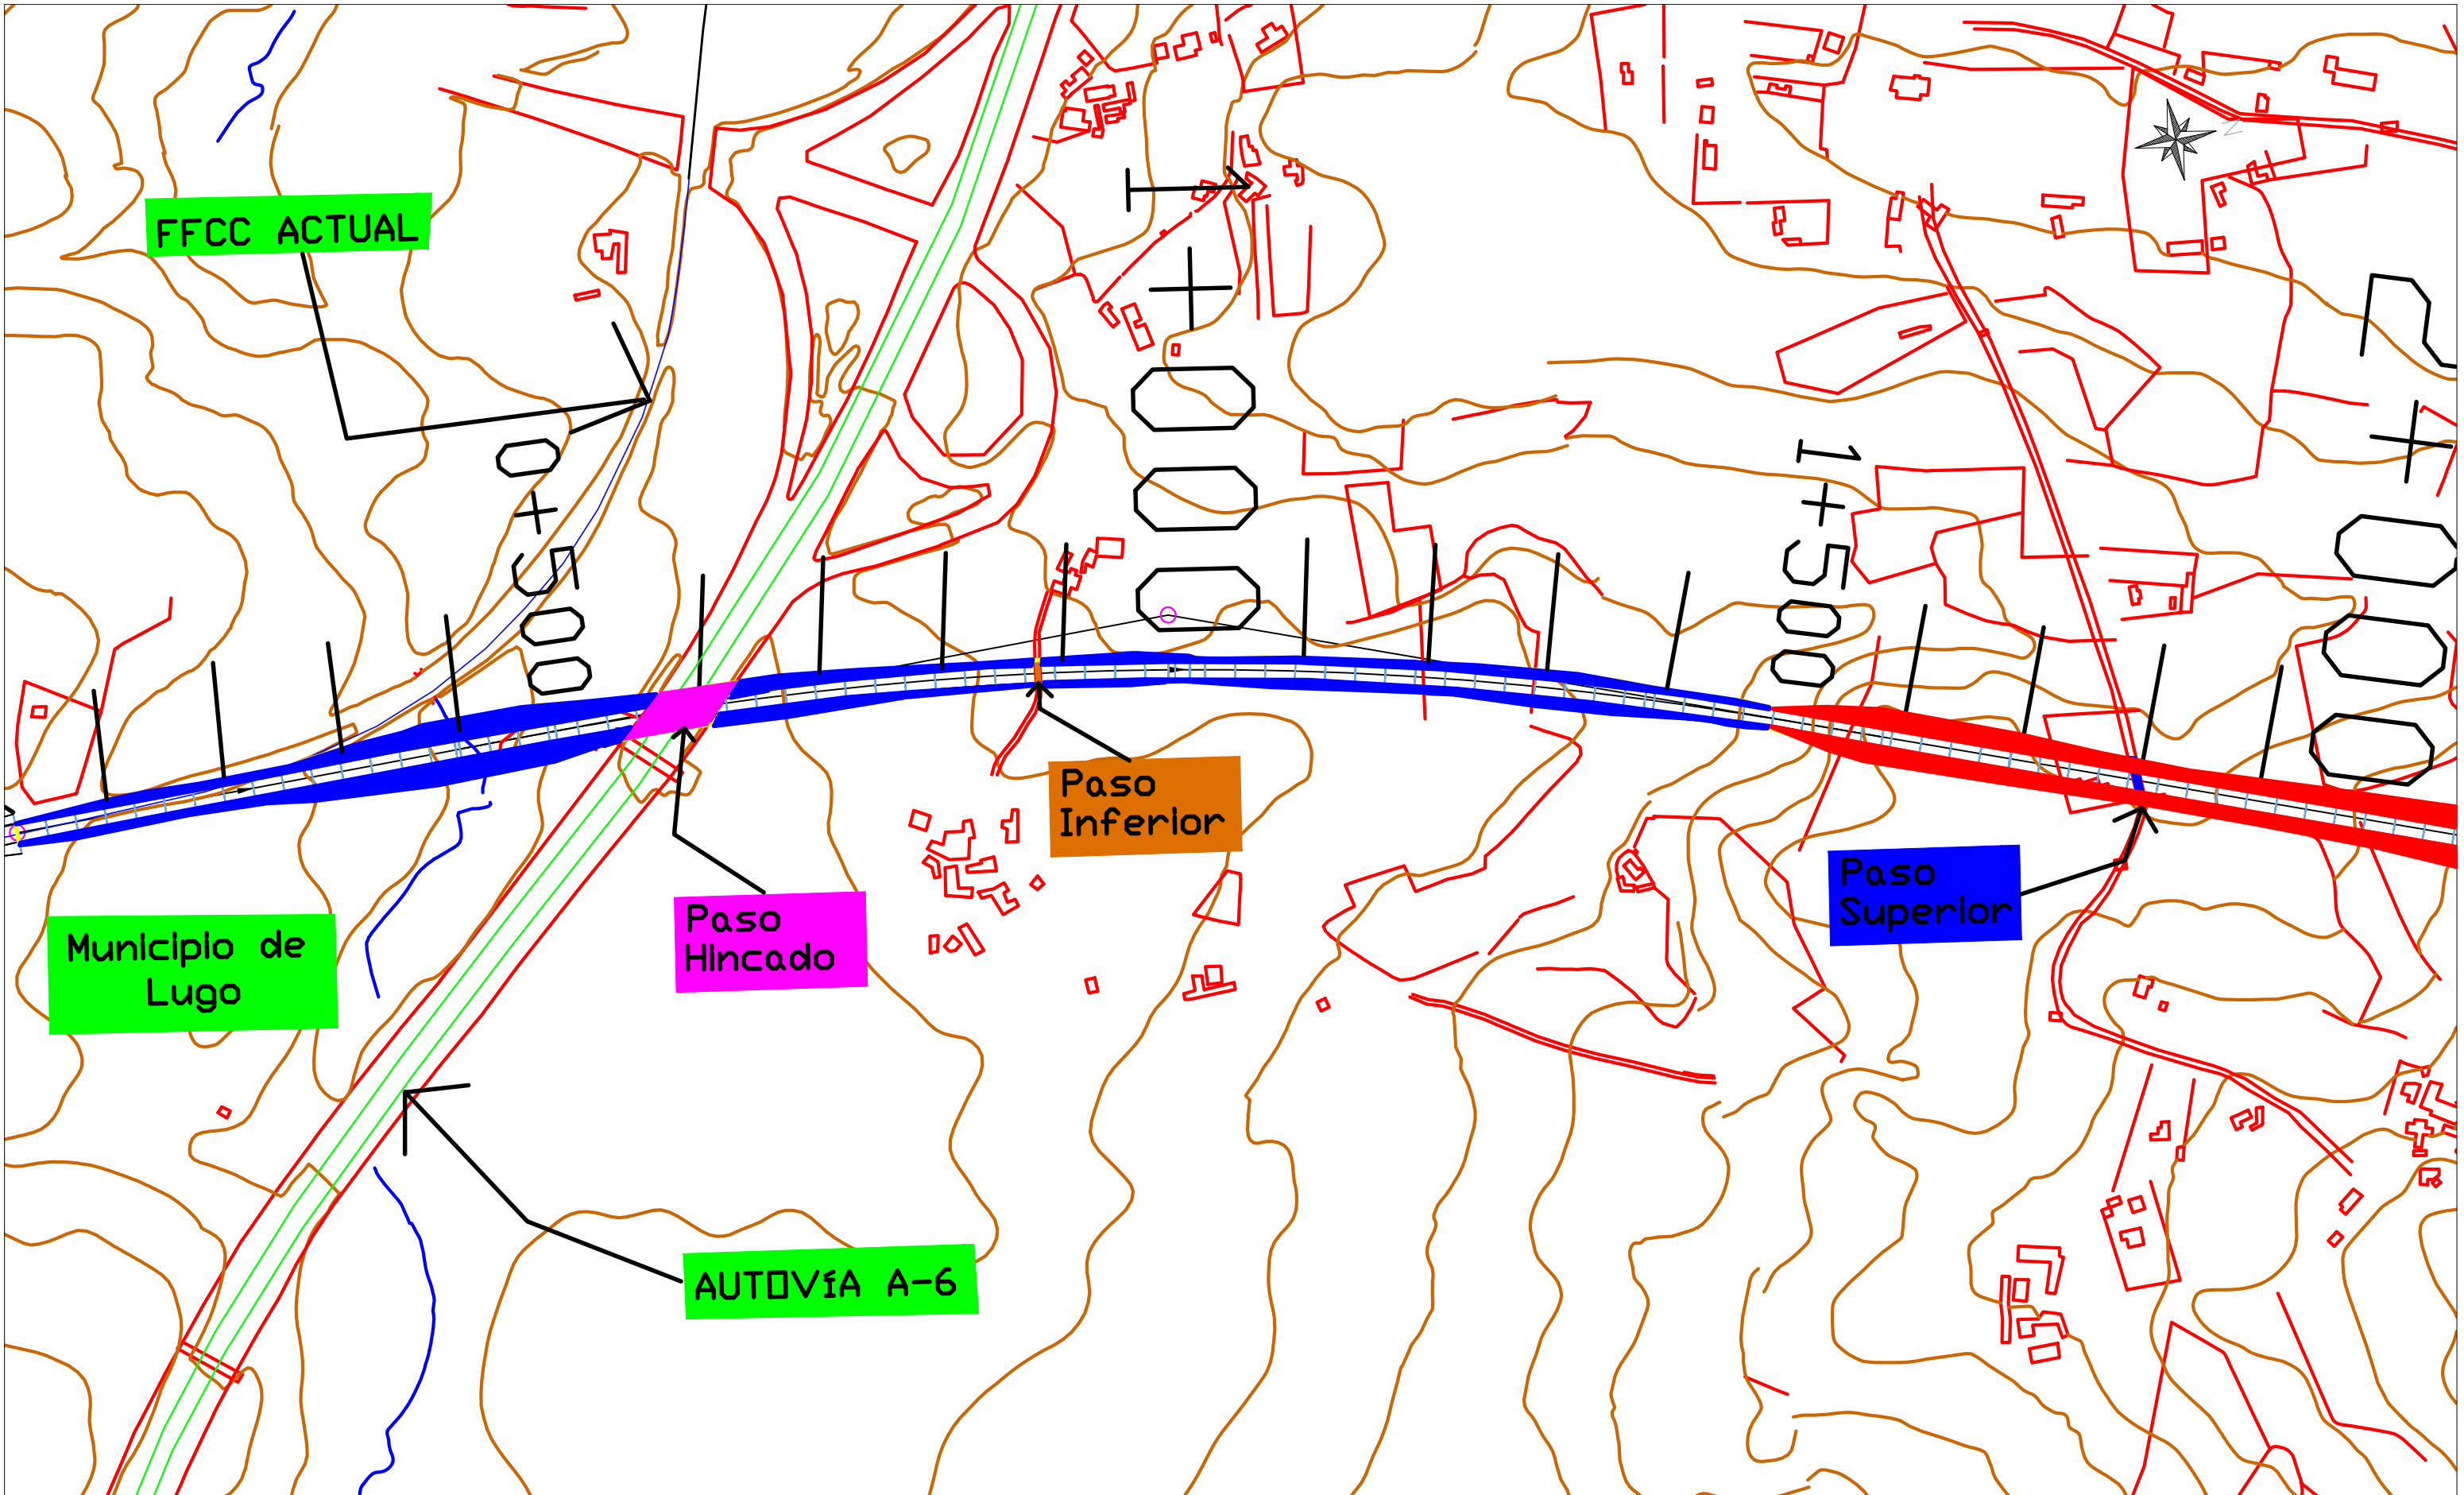 FFCC ACTUAL
0+500
1+000
1+500
+000
Paso
Inferior
Paso
Superior
Paso
Hincado
Municipio de
Lugo
AUTOVíA A-6